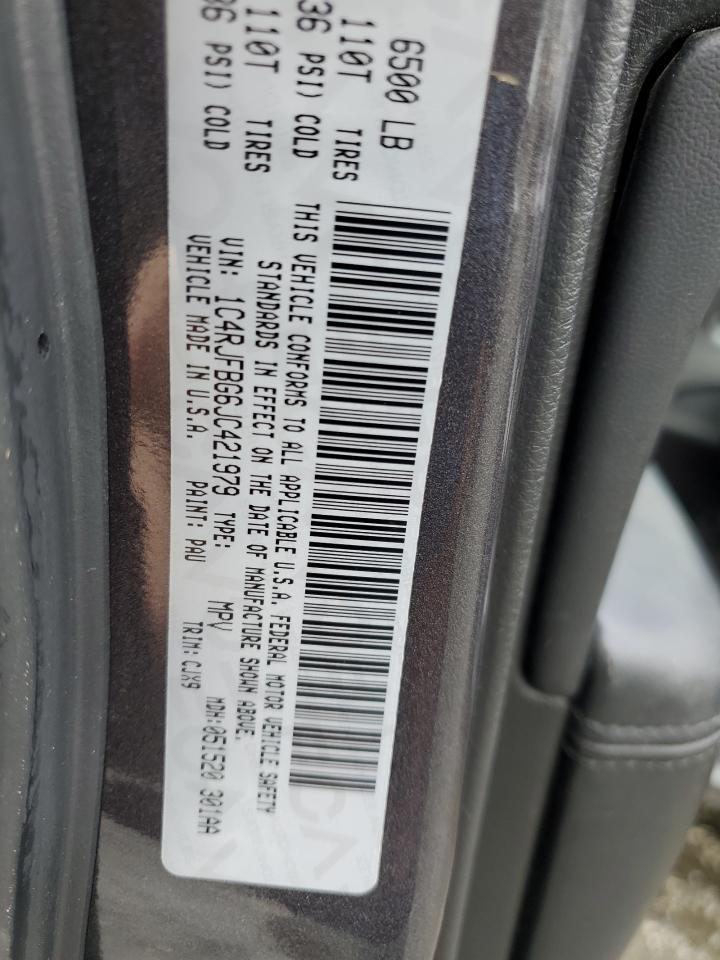 6500 LB
110T TIRES
36 PSI) COLD
110T TIRES
36 PSI) COLD
THIS VEHICLE CONFORMS TO ALL APPLICABLE U.S.A. FEDERAL MOTOR VEHICLE SAFETY
STANDARDS IN EFFECT ON THE DATE OF MANUFACTURE SHOWN ABOVE.
VIN: 1C4RJFBG6JC421979 TYPE: MPV MDH:051520 301AA
VEHICLE MADE IN U.S.A. PAINT: PAU TRIM: CJX9